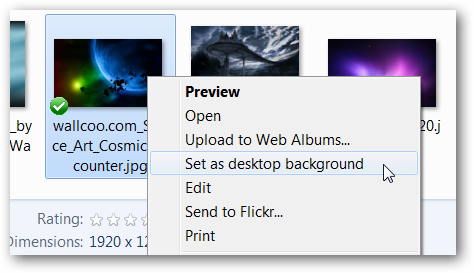 _by
Wa
wallcoo.com_S
ce_Art_Cosmic
counter.jpg
20.j
Preview
Open
Upload to Web Albums...
Set as desktop background
Edit
Send to Flickr...
Print
Rating:
Dimensions: 1920 x 12